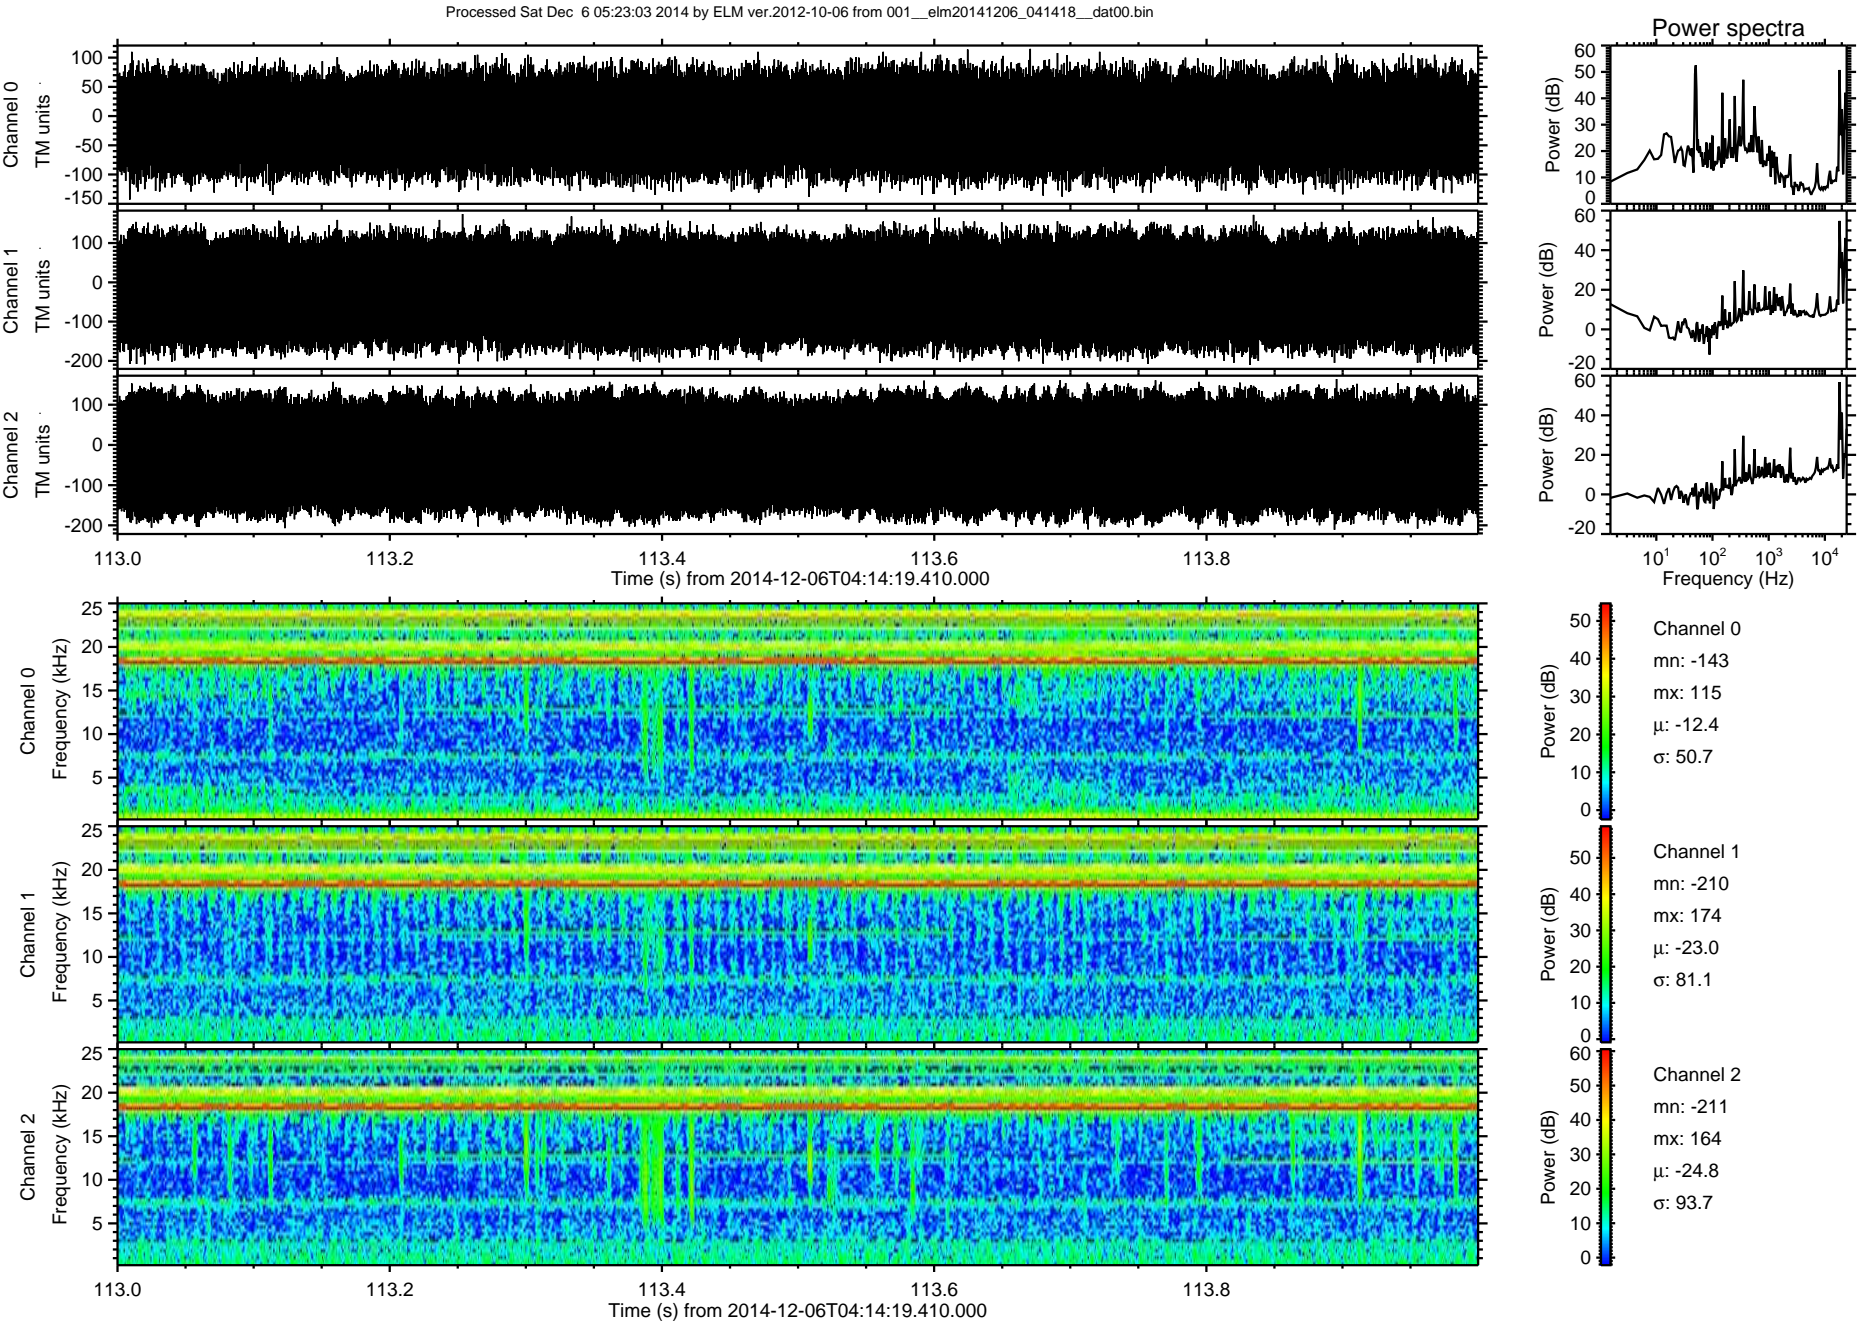 Processed Sat Dec  6 05:23:03 2014 by ELM ver.2012-10-06 from 001__elm20141206_041418__dat00.bin
Power spectra
Channel 0
TM units
100
50
0
-50
-100
-150
Power (dB)
60
50
40
30
20
10
0
Channel 1
TM units
100
0
-100
-200
Power (dB)
60
40
20
0
-20
Channel 2
TM units
100
0
-100
-200
Power (dB)
60
40
20
0
-20
113.0
113.2
113.4
113.6
113.8
Time (s) from 2014-12-06T04:14:19.410.000
10¹
10²
10³
10⁴
Frequency (Hz)
Channel 0
Frequency (kHz)
25
20
15
10
5
Power (dB)
50
40
30
20
10
0
Channel 0
mn: -143
mx: 115
μ: -12.4
σ: 50.7
Channel 1
Frequency (kHz)
25
20
15
10
5
Power (dB)
50
40
30
20
10
0
Channel 1
mn: -210
mx: 174
μ: -23.0
σ: 81.1
Channel 2
Frequency (kHz)
25
20
15
10
5
Power (dB)
60
50
40
30
20
10
0
Channel 2
mn: -211
mx: 164
μ: -24.8
σ: 93.7
113.0
113.2
113.4
113.6
113.8
Time (s) from 2014-12-06T04:14:19.410.000